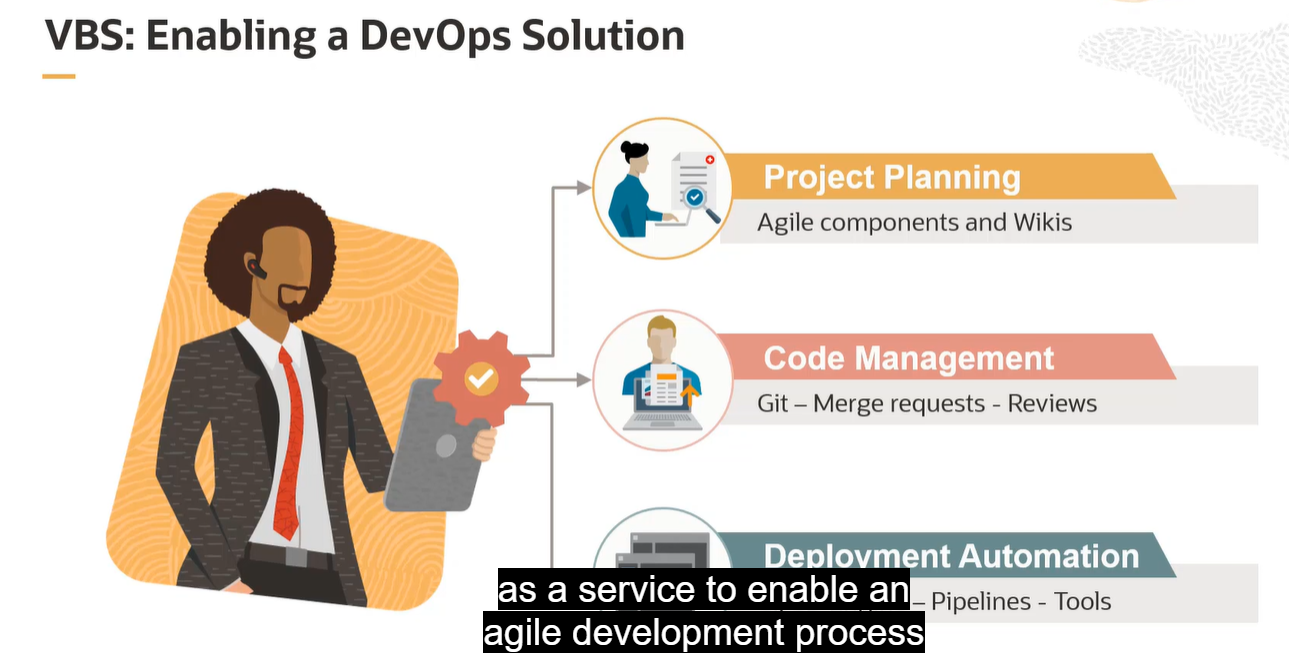 VBS: Enabling a DevOps Solution
Project Planning
Agile components and Wikis
Code Management
Git – Merge requests - Reviews
Deployment Automation
– Pipelines - Tools
as a service to enable an
agile development process